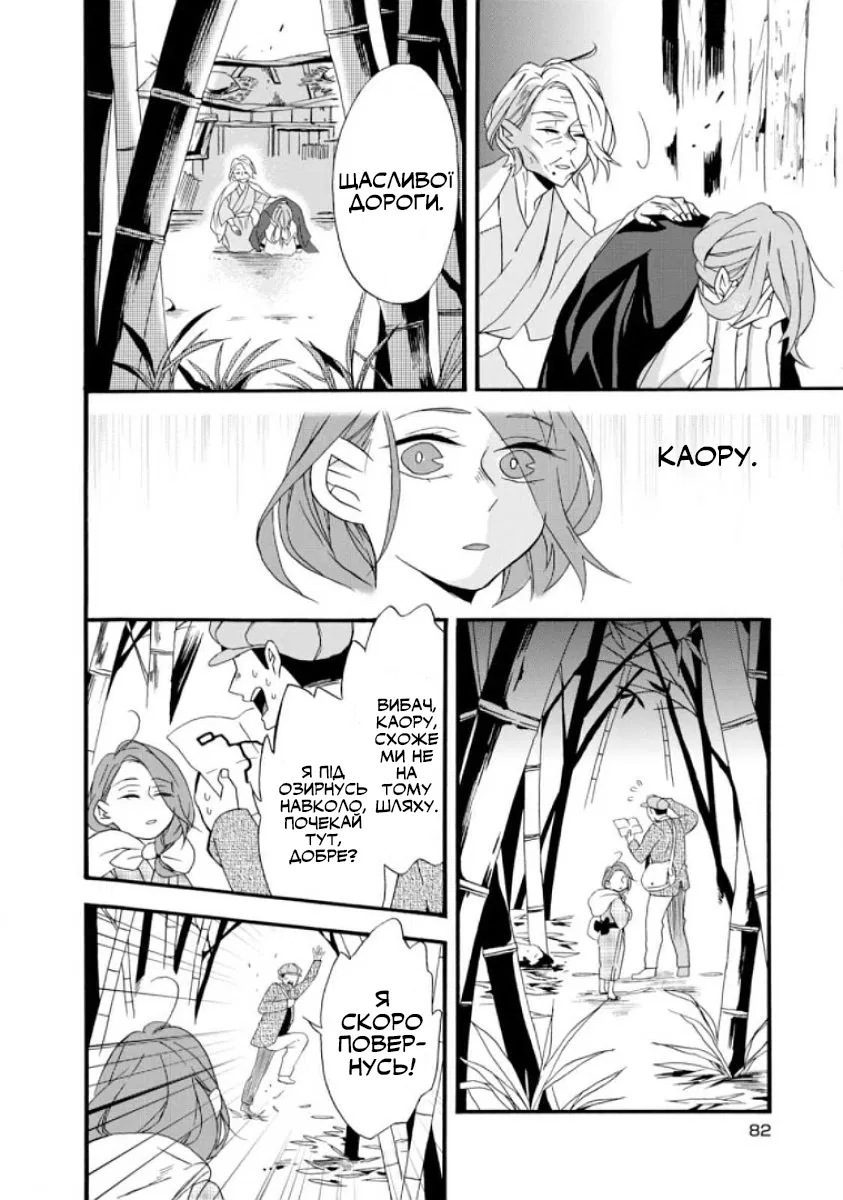 ЩАСЛИВОЇ
ДОРОГИ.
КАОРУ.
ВИБАЧ,
КАОРУ,
СХОЖЕ
МИ НЕ
НА
ТОМУ
ШЛЯХУ.
Я ПІД
ОЗИРНУСЬ
НАВКОЛО,
ПОЧЕКАЙ
ТУТ,
ДОБРЕ?
Я
СКОРО
ПОВЕР-
НУСЬ!
82